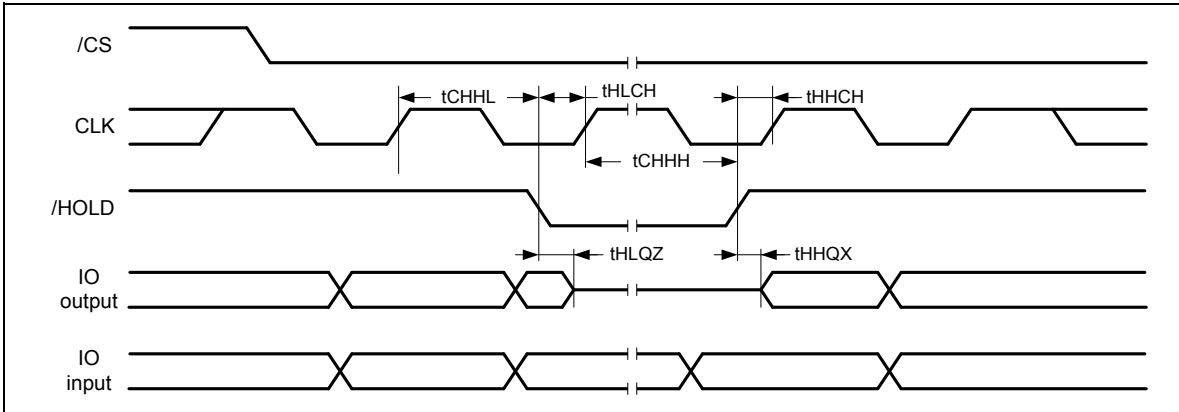 /CS
tCHHL
tHLCH
tHHCH
CLK
tCHHH
/HOLD
tHLQZ
tHHQX
IO
output
IO
input